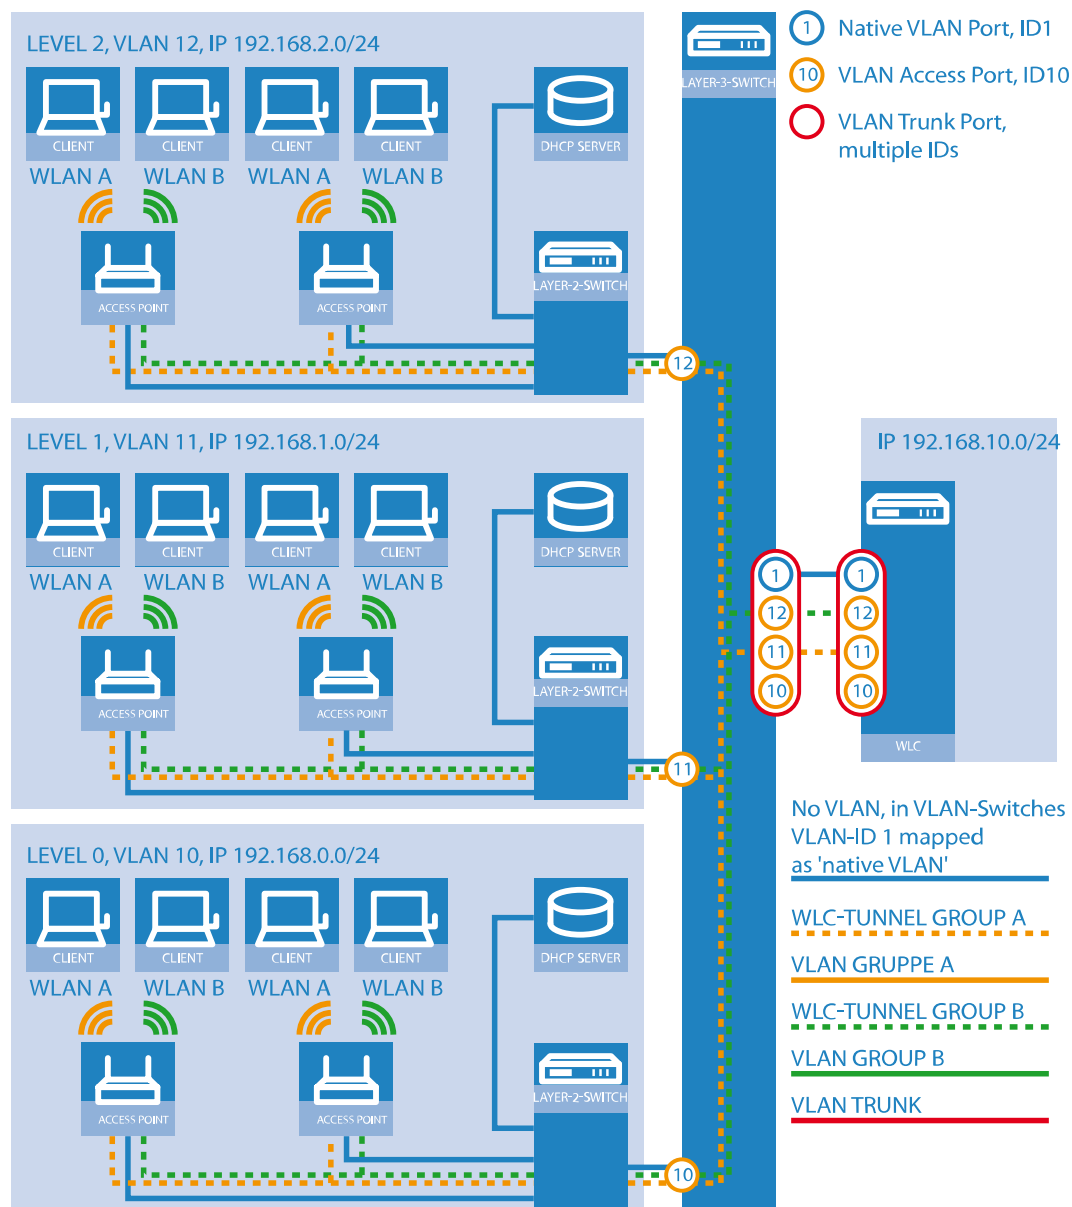 LEVEL 2, VLAN 12, IP 192.168.2.0/24
CLIENT
CLIENT
CLIENT
CLIENT
DHCP SERVER
WLAN A
WLAN B
WLAN A
WLAN B
ACCESS POINT
ACCESS POINT
LAYER-2-SWITCH
12
LAYER-3-SWITCH
1
Native VLAN Port, ID1
10
VLAN Access Port, ID10
VLAN Trunk Port,
multiple IDs
LEVEL 1, VLAN 11, IP 192.168.1.0/24
CLIENT
CLIENT
CLIENT
CLIENT
DHCP SERVER
WLAN A
WLAN B
WLAN A
WLAN B
ACCESS POINT
ACCESS POINT
LAYER-2-SWITCH
11
IP 192.168.10.0/24
1
12
11
10
1
12
11
10
WLC
LEVEL 0, VLAN 10, IP 192.168.0.0/24
CLIENT
CLIENT
CLIENT
CLIENT
DHCP SERVER
WLAN A
WLAN B
WLAN A
WLAN B
ACCESS POINT
ACCESS POINT
LAYER-2-SWITCH
10
No VLAN, in VLAN-Switches
VLAN-ID 1 mapped
as 'native VLAN'
WLC-TUNNEL GROUP A
VLAN GRUPPE A
WLC-TUNNEL GROUP B
VLAN GROUP B
VLAN TRUNK